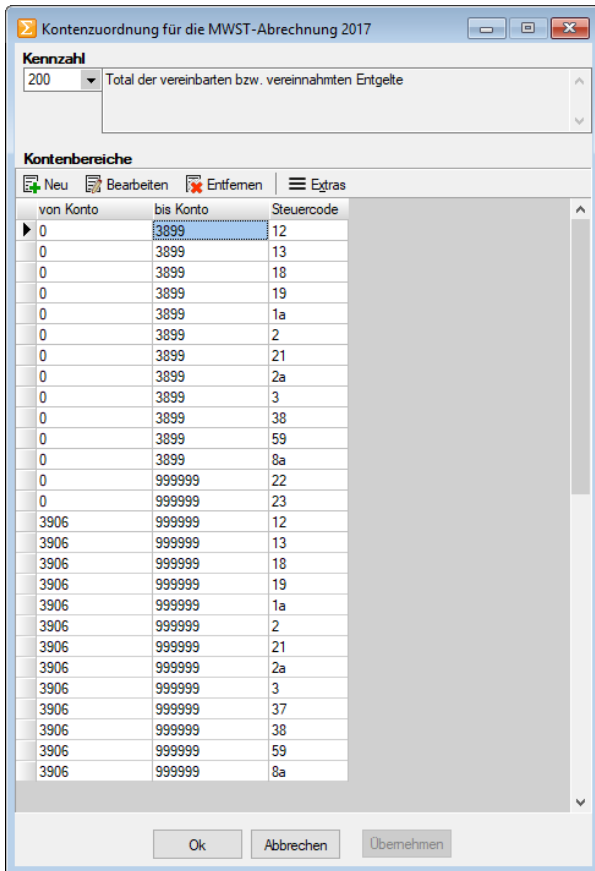 Kontenzuordnung für die MWST-Abrechnung 2017
Kennzahl
200 Total der vereinbarten bzw. vereinnahmten Entgelte
Kontenbereiche
Neu Bearbeiten Entfernen Extras
von Konto bis Konto Steuercode
0 3899 12
0 3899 13
0 3899 18
0 3899 19
0 3899 1a
0 3899 2
0 3899 21
0 3899 2a
0 3899 3
0 3899 38
0 3899 59
0 3899 8a
0 999999 22
0 999999 23
3906 999999 12
3906 999999 13
3906 999999 18
3906 999999 19
3906 999999 1a
3906 999999 2
3906 999999 21
3906 999999 2a
3906 999999 3
3906 999999 37
3906 999999 38
3906 999999 59
3906 999999 8a
Ok Abbrechen Übernehmen